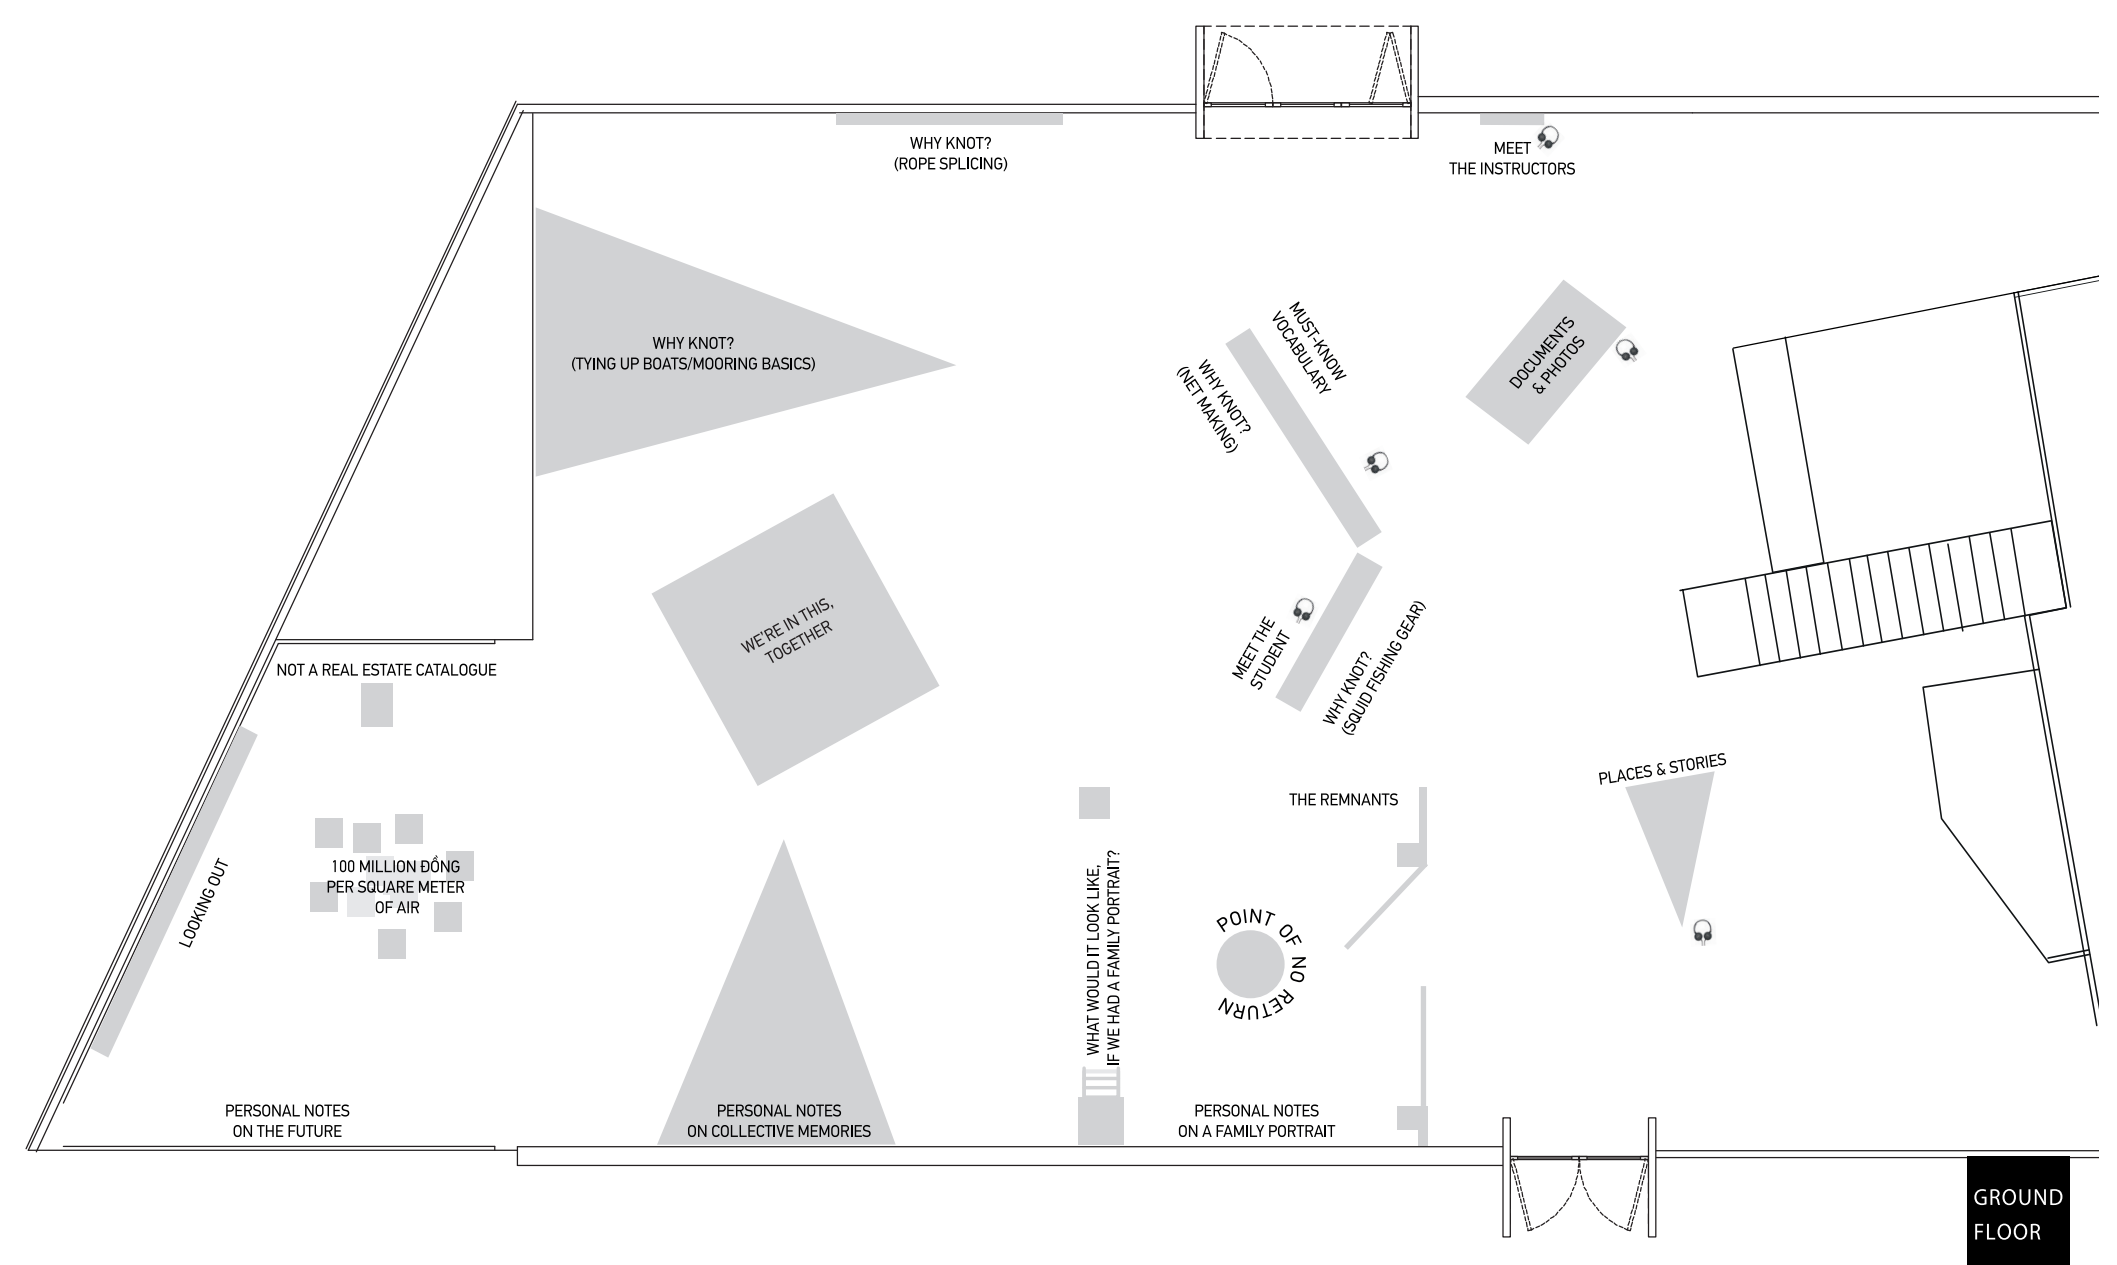 WHY KNOT?
(ROPE SPLICING)
MEET
THE INSTRUCTORS
WHY KNOT?
(TYING UP BOATS/MOORING BASICS)
MUST-KNOW
VOCABULARY
WHY KNOT?
(NET MAKING)
DOCUMENTS
& PHOTOS
WE'RE IN THIS,
TOGETHER
MEET THE
STUDENT
WHY KNOT?
(SQUID FISHING GEAR)
NOT A REAL ESTATE CATALOGUE
LOOKING OUT
100 MILLION ĐỒNG
PER SQUARE METER
OF AIR
THE REMNANTS
PLACES & STORIES
WHAT WOULD IT LOOK LIKE,
IF WE HAD A FAMILY PORTRAIT?
POINT OF NO RETURN
PERSONAL NOTES
ON THE FUTURE
PERSONAL NOTES
ON COLLECTIVE MEMORIES
PERSONAL NOTES
ON A FAMILY PORTRAIT
GROUND
FLOOR